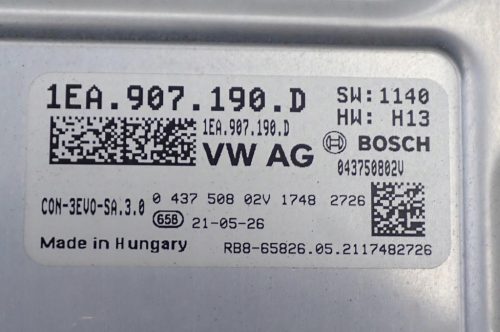 1EA.907.190.D SW:1140
1EA.907.190.D HW: H13
VW AG BOSCH
043750802V
CON-3EVO-SA.3.0 0 437 508 02V 1748 2726
658 21-05-26
Made in Hungary RB8-65826.05.2117482726